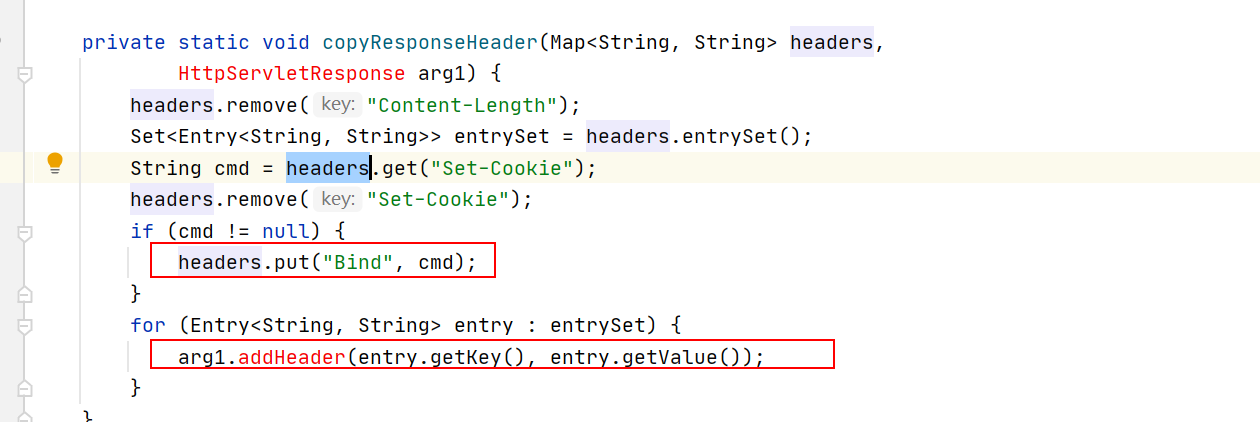 private static void copyResponseHeader(Map<String, String> headers,
HttpServletResponse arg1) {
headers.remove( key: "Content-Length");
Set<Entry<String, String>> entrySet = headers.entrySet();
String cmd = headers.get("Set-Cookie");
headers.remove( key: "Set-Cookie");
if (cmd != null) {
headers.put("Bind", cmd);
}
for (Entry<String, String> entry : entrySet) {
arg1.addHeader(entry.getKey(), entry.getValue());
}
}